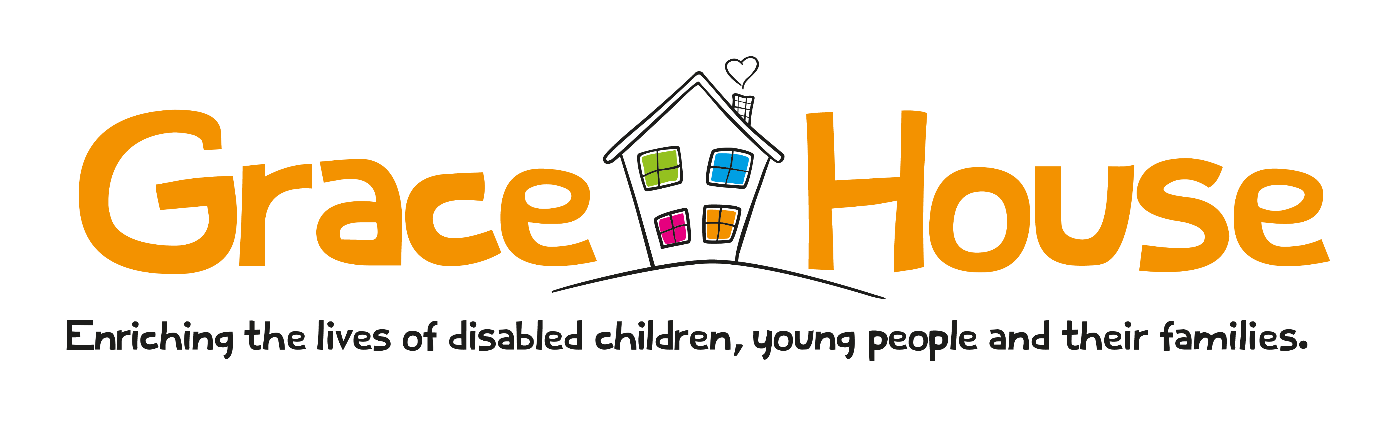 Grace House
Enriching the lives of disabled children, young people and their families.